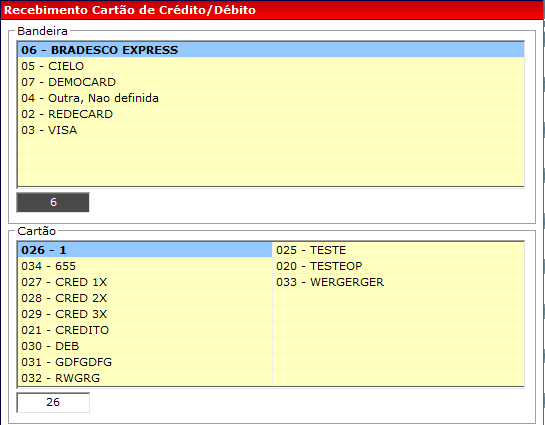 Recebimento Cartão de Crédito/Débito
Bandeira
06 - BRADESCO EXPRESS
05 - CIELO
07 - DEMOCARD
04 - Outra, Nao definida
02 - REDECARD
03 - VISA
6
Cartão
026 - 1
034 - 655
027 - CRED 1X
028 - CRED 2X
029 - CRED 3X
021 - CREDITO
030 - DEB
031 - GDFGDFG
032 - RWGRG
025 - TESTE
020 - TESTEOP
033 - WERGERGER
26